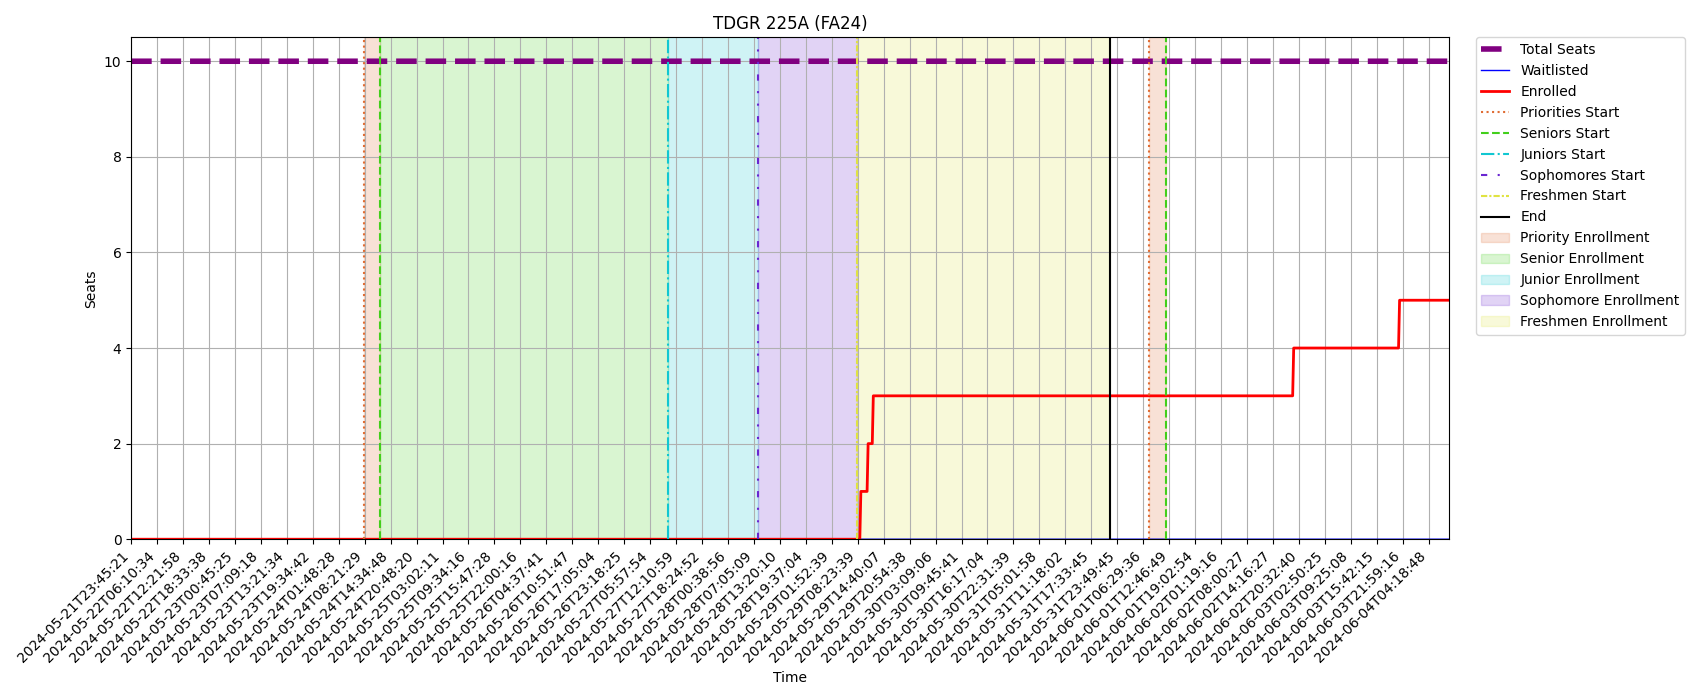 TDGR 225A (FA24)
Total Seats
Waitlisted
Enrolled
Priorities Start
Seniors Start
Juniors Start
Sophomores Start
Freshmen Start
End
Priority Enrollment
Senior Enrollment
Junior Enrollment
Sophomore Enrollment
Freshmen Enrollment
Seats
10
8
6
4
2
0
2024-05-21T23:45:21
2024-05-22T06:10:34
2024-05-22T12:21:58
2024-05-22T18:33:38
2024-05-23T00:45:25
2024-05-23T07:09:18
2024-05-23T13:21:34
2024-05-23T19:34:42
2024-05-24T01:48:28
2024-05-24T08:21:29
2024-05-24T14:34:48
2024-05-24T20:48:20
2024-05-25T03:02:11
2024-05-25T09:34:16
2024-05-25T15:47:28
2024-05-25T22:00:16
2024-05-26T04:37:41
2024-05-26T10:51:47
2024-05-26T17:05:04
2024-05-26T23:18:25
2024-05-27T05:57:54
2024-05-27T12:10:59
2024-05-27T18:24:52
2024-05-28T00:38:56
2024-05-28T07:05:09
2024-05-28T13:20:10
2024-05-28T19:37:04
2024-05-29T01:52:39
2024-05-29T08:23:39
2024-05-29T14:40:07
2024-05-29T20:54:38
2024-05-30T03:09:06
2024-05-30T09:45:41
2024-05-30T16:17:04
2024-05-30T22:31:39
2024-05-31T05:01:58
2024-05-31T11:18:02
2024-05-31T17:33:45
2024-05-31T23:49:45
2024-06-01T06:29:36
2024-06-01T12:46:49
2024-06-01T19:02:54
2024-06-02T01:19:16
2024-06-02T08:00:27
2024-06-02T14:16:27
2024-06-02T20:32:40
2024-06-03T02:50:25
2024-06-03T09:25:08
2024-06-03T15:42:15
2024-06-03T21:59:16
2024-06-04T04:18:48
Time